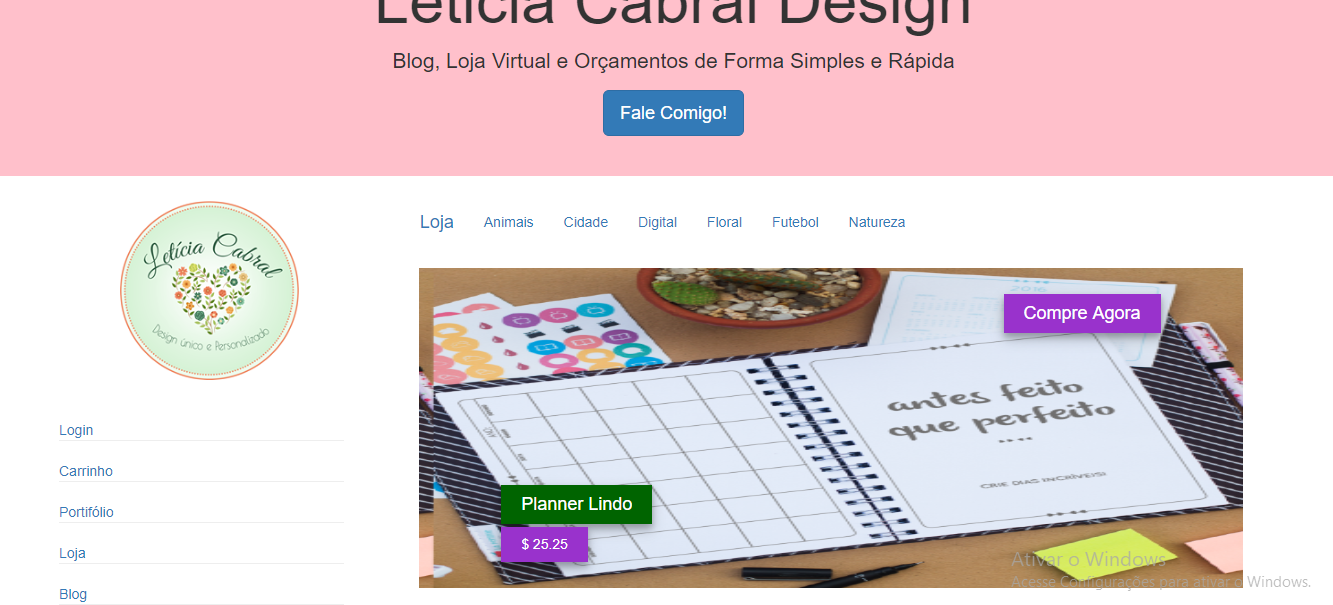 Letícia Cabral Design
Blog, Loja Virtual e Orçamentos de Forma Simples e Rápida
Fale Comigo!
Letícia Cabral
Design único e Personalizado
Loja Animais Cidade Digital Floral Futebol Natureza
2016
Compre Agora
antes feito
que perfeito
CRIE DIAS INCRÍVEIS!
Planner Lindo
$ 25.25
Login
Carrinho
Portifólio
Loja
Blog
Ativar o Windows
Acesse Configurações para ativar o Windows.